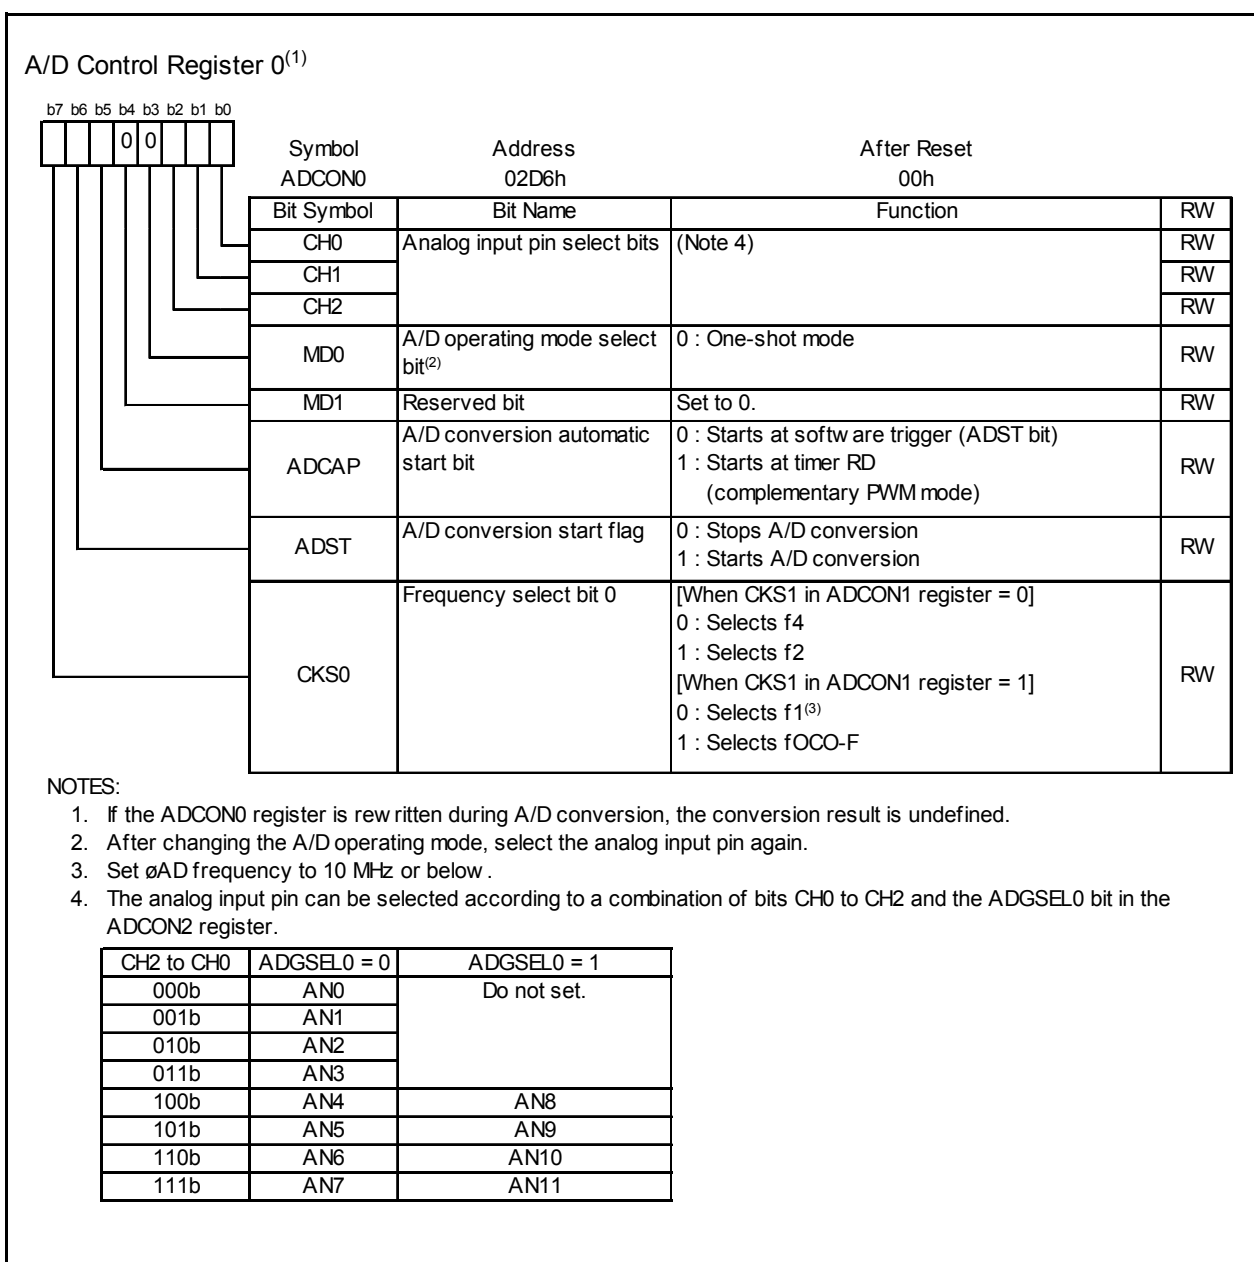 A/D Control Register 0(1)
b7 b6 b5 b4 b3 b2 b1 b0
0 0
Symbol Address After Reset
ADCON0 02D6h 00h
Bit Symbol Bit Name Function RW
CH0 Analog input pin select bits (Note 4) RW
CH1 RW
CH2 RW
MD0 A/D operating mode select bit(2) 0 : One-shot mode RW
MD1 Reserved bit Set to 0. RW
ADCAP A/D conversion automatic start bit 0 : Starts at software trigger (ADST bit)
1 : Starts at timer RD
(complementary PWM mode) RW
ADST A/D conversion start flag 0 : Stops A/D conversion
1 : Starts A/D conversion RW
CKS0 Frequency select bit 0 [When CKS1 in ADCON1 register = 0]
0 : Selects f4
1 : Selects f2
[When CKS1 in ADCON1 register = 1]
0 : Selects f1(3)
1 : Selects fOCO-F RW
NOTES:
1. If the ADCON0 register is rewritten during A/D conversion, the conversion result is undefined.
2. After changing the A/D operating mode, select the analog input pin again.
3. Set øAD frequency to 10 MHz or below.
4. The analog input pin can be selected according to a combination of bits CH0 to CH2 and the ADGSEL0 bit in the
ADCON2 register.
CH2 to CH0 ADGSEL0 = 0 ADGSEL0 = 1
000b AN0 Do not set.
001b AN1
010b AN2
011b AN3
100b AN4 AN8
101b AN5 AN9
110b AN6 AN10
111b AN7 AN11